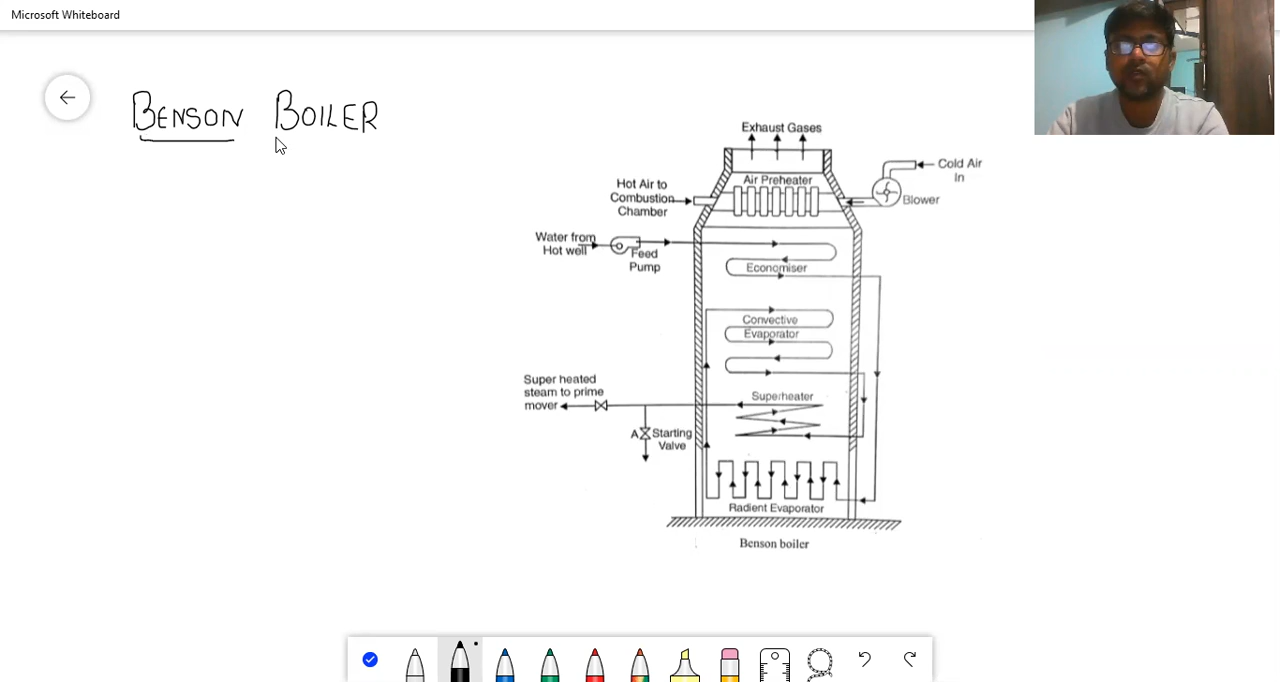 Microsoft Whiteboard
BENSON BOILER
Exhaust Gases
Air Preheater
Cold Air
In
Blower
Hot Air to
Combustion
Chamber
Water from
Hot well
Feed
Pump
Economiser
Convective
Evaporator
Super heated
steam to prime
mover
Superheater
A Starting
Valve
Radient Evaporator
Benson boiler